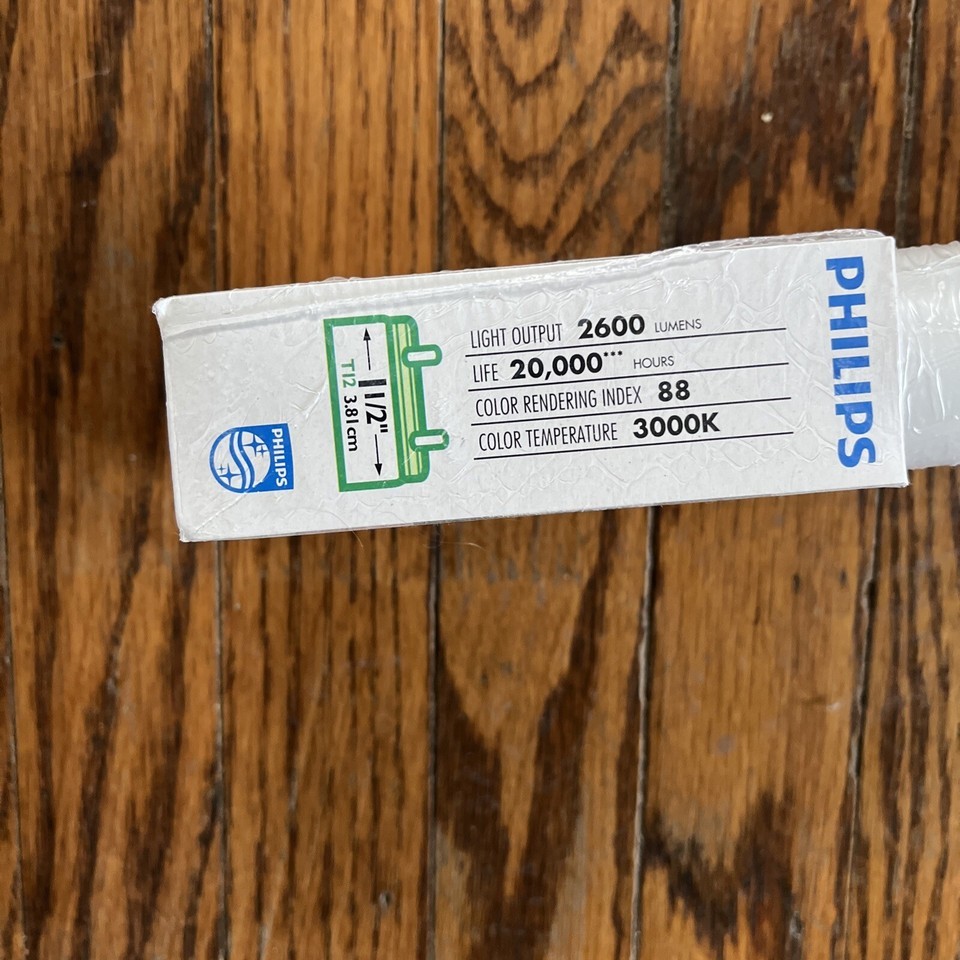 PHILIPS
T12 3.81 cm
1 1/2"
LIGHT OUTPUT 2600 LUMENS
LIFE 20,000*** HOURS
COLOR RENDERING INDEX 88
COLOR TEMPERATURE 3000K
PHILIPS